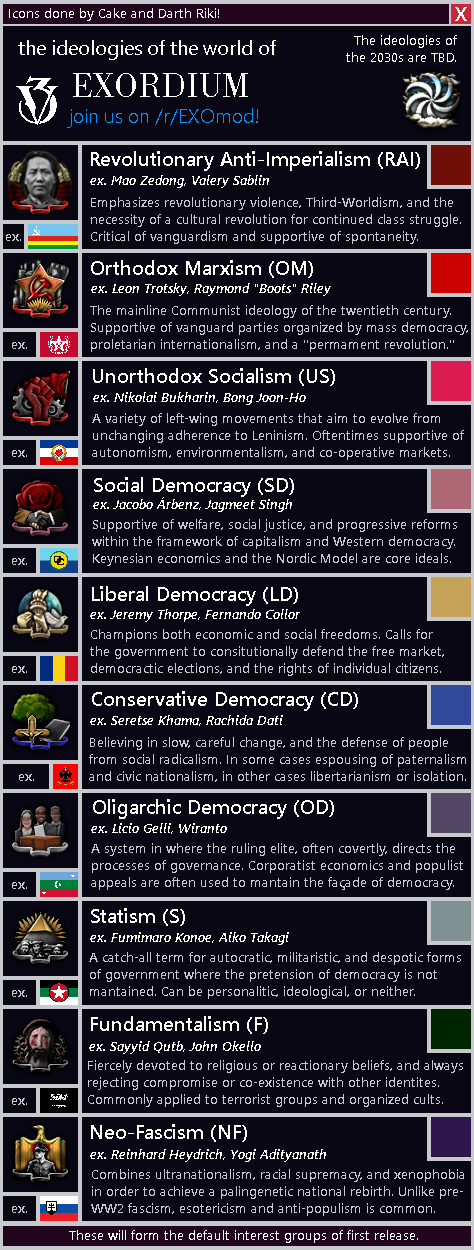 Icons done by Cake and Darth Riki!
X
the ideologies of the world of
EXORDIUM
join us on /r/EXOmod!
The ideologies of
the 2030s are TBD.
Revolutionary Anti-Imperialism (RAI)
ex. Mao Zedong, Valery Sablin
Emphasizes revolutionary violence, Third-Worldism, and the
necessity of a cultural revolution for continued class struggle.
Critical of vanguardism and supportive of spontaneity.
ex.
Orthodox Marxism (OM)
ex. Leon Trotsky, Raymond "Boots" Riley
The mainline Communist ideology of the twentieth century.
Supportive of vanguard parties organized by mass democracy,
proletarian internationalism, and a "permament revolution."
ex.
Unorthodox Socialism (US)
ex. Nikolai Bukharin, Bong Joon-Ho
A variety of left-wing movements that aim to evolve from
unchanging adherence to Leninism. Oftentimes supportive of
autonomism, environmentalism, and co-operative markets.
ex.
Social Democracy (SD)
ex. Jacobo Árbenz, Jagmeet Singh
Supportive of welfare, social justice, and progressive reforms
within the framework of capitalism and Western democracy.
Keynesian economics and the Nordic Model are core ideals.
ex.
Liberal Democracy (LD)
ex. Jeremy Thorpe, Fernando Collor
Champions both economic and social freedoms. Calls for
the government to consitutionally defend the free market,
democractic elections, and the rights of individual citizens.
ex.
Conservative Democracy (CD)
ex. Seretse Khama, Rachida Dati
Believing in slow, careful change, and the defense of people
from social radicalism. In some cases espousing of paternalism
and civic nationalism, in other cases libertarianism or isolation.
ex.
Oligarchic Democracy (OD)
ex. Licio Gelli, Wiranto
A system in where the ruling elite, often covertly, directs the
processes of governance. Corporatist economics and populist
appeals are often used to mantain the façade of democracy.
ex.
Statism (S)
ex. Fumimaro Konoe, Aiko Takagi
A catch-all term for autocratic, militaristic, and despotic forms
of government where the pretension of democracy is not
mantained. Can be personalitic, ideological, or neither.
ex.
Fundamentalism (F)
ex. Sayyid Qutb, John Okello
Fiercely devoted to religious or reactionary beliefs, and always
rejecting compromise or co-existence with other identites.
Commonly applied to terrorist groups and organized cults.
ex.
Neo-Fascism (NF)
ex. Reinhard Heydrich, Yogi Adityanath
Combines ultranationalism, racial supremacy, and xenophobia
in order to achieve a palingenetic national rebirth. Unlike pre-
WW2 fascism, esotericism and anti-populism is common.
ex.
These will form the default interest groups of first release.